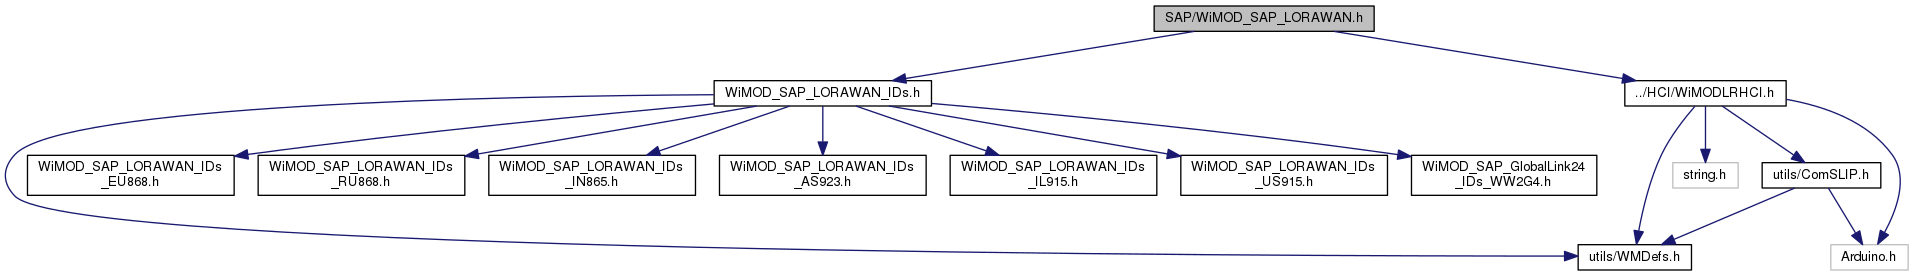 SAP/WiMOD_SAP_LORAWAN.h
WiMOD_SAP_LORAWAN_IDs.h
../HCI/WiMODLRHCI.h
WiMOD_SAP_LORAWAN_IDs
_EU868.h
WiMOD_SAP_LORAWAN_IDs
_RU868.h
WiMOD_SAP_LORAWAN_IDs
_IN865.h
WiMOD_SAP_LORAWAN_IDs
_AS923.h
WiMOD_SAP_LORAWAN_IDs
_IL915.h
WiMOD_SAP_LORAWAN_IDs
_US915.h
WiMOD_SAP_GlobalLink24
_IDs_WW2G4.h
string.h
utils/ComSLIP.h
utils/WMDefs.h
Arduino.h